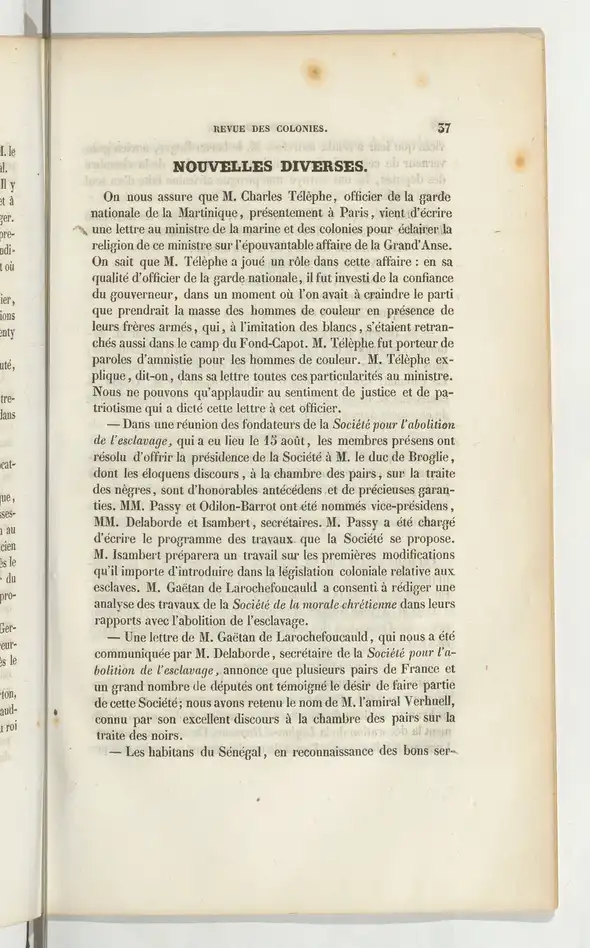 REVUE DES COLONIES. 37
NOUVELLES DIVERSES.
On nous assure que M. Charles Télèphe, officier de la garde
nationale de la Martinique, présentement à Paris, vient d'écrire
une lettre au ministre de la marine et des colonies pour éclairer la
religion de ce ministre sur l'épouvantable affaire de la Grand'Anse.
On sait que M. Télèphe a joué un rôle dans cette affaire : en sa
qualité d'officier de la garde nationale, il fut investi de la confiance
du gouverneur, dans un moment où l'on avait à craindre le parti
que prendrait la masse des hommes de couleur en présence de
leurs frères armés, qui, à l'imitation des blancs, s'étaient retran-
chés aussi dans le camp du Fond-Capot. M. Télèphe fut porteur de
paroles d'amnistie pour les hommes de couleur. M. Télèphe ex-
plique, dit-on, dans sa lettre toutes ces particularités au ministre.
Nous ne pouvons qu'applaudir au sentiment de justice et de pa-
triotisme qui a dicté cette lettre à cet officier.
— Dans une réunion des fondateurs de la Société pour l'abolition
de l'esclavage, qui a eu lieu le 15 août, les membres présens ont
résolu d'offrir la présidence de la Société à M. le duc de Broglie,
dont les éloquens discours, à la chambre des pairs, sur la traite
des nègres, sont d'honorables antécédens et de précieuses garan-
ties. MM. Passy et Odilon-Barrot ont été nommés vice-présidens,
MM. Delaborde et Isambert, secrétaires. M. Passy a été chargé
d'écrire le programme des travaux que la Société se propose.
M. Isambert préparera un travail sur les premières modifications
qu'il importe d'introduire dans la législation coloniale relative aux
esclaves. M. Gaëtan de Larochefoucauld a consenti à rédiger une
analyse des travaux de la Société de la morale chrétienne dans leurs
rapports avec l'abolition de l'esclavage.
— Une lettre de M. Gaëtan de Larochefoucauld, qui nous a été
communiquée par M. Delaborde, secrétaire de la Société pour l'a-
bolition de l'esclavage, annonce que plusieurs pairs de France et
un grand nombre de députés ont témoigné le désir de faire partie
de cette Société; nous avons retenu le nom de M. l'amiral Verhuell,
connu par son excellent discours à la chambre des pairs sur la
traite des noirs.
— Les habitans du Sénégal, en reconnaissance des bons ser-